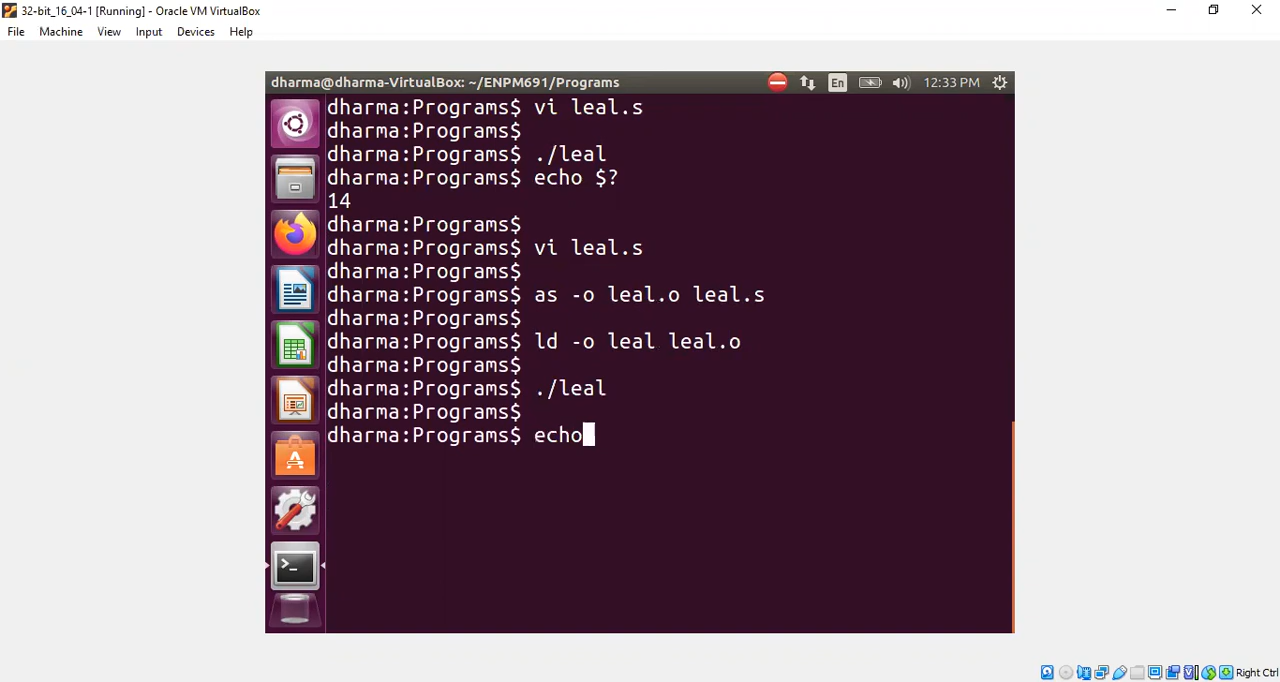 32-bit_16_04-1 [Running] - Oracle VM VirtualBox
File Machine View Input Devices Help
dharma@dharma-VirtualBox: ~/ENPM691/Programs En 12:33 PM
dharma:Programs$ vi leal.s
dharma:Programs$
dharma:Programs$ ./leal
dharma:Programs$ echo $?
14
dharma:Programs$
dharma:Programs$ vi leal.s
dharma:Programs$
dharma:Programs$ as -o leal.o leal.s
dharma:Programs$
dharma:Programs$ ld -o leal leal.o
dharma:Programs$
dharma:Programs$ ./leal
dharma:Programs$
dharma:Programs$ echo
Right Ctrl